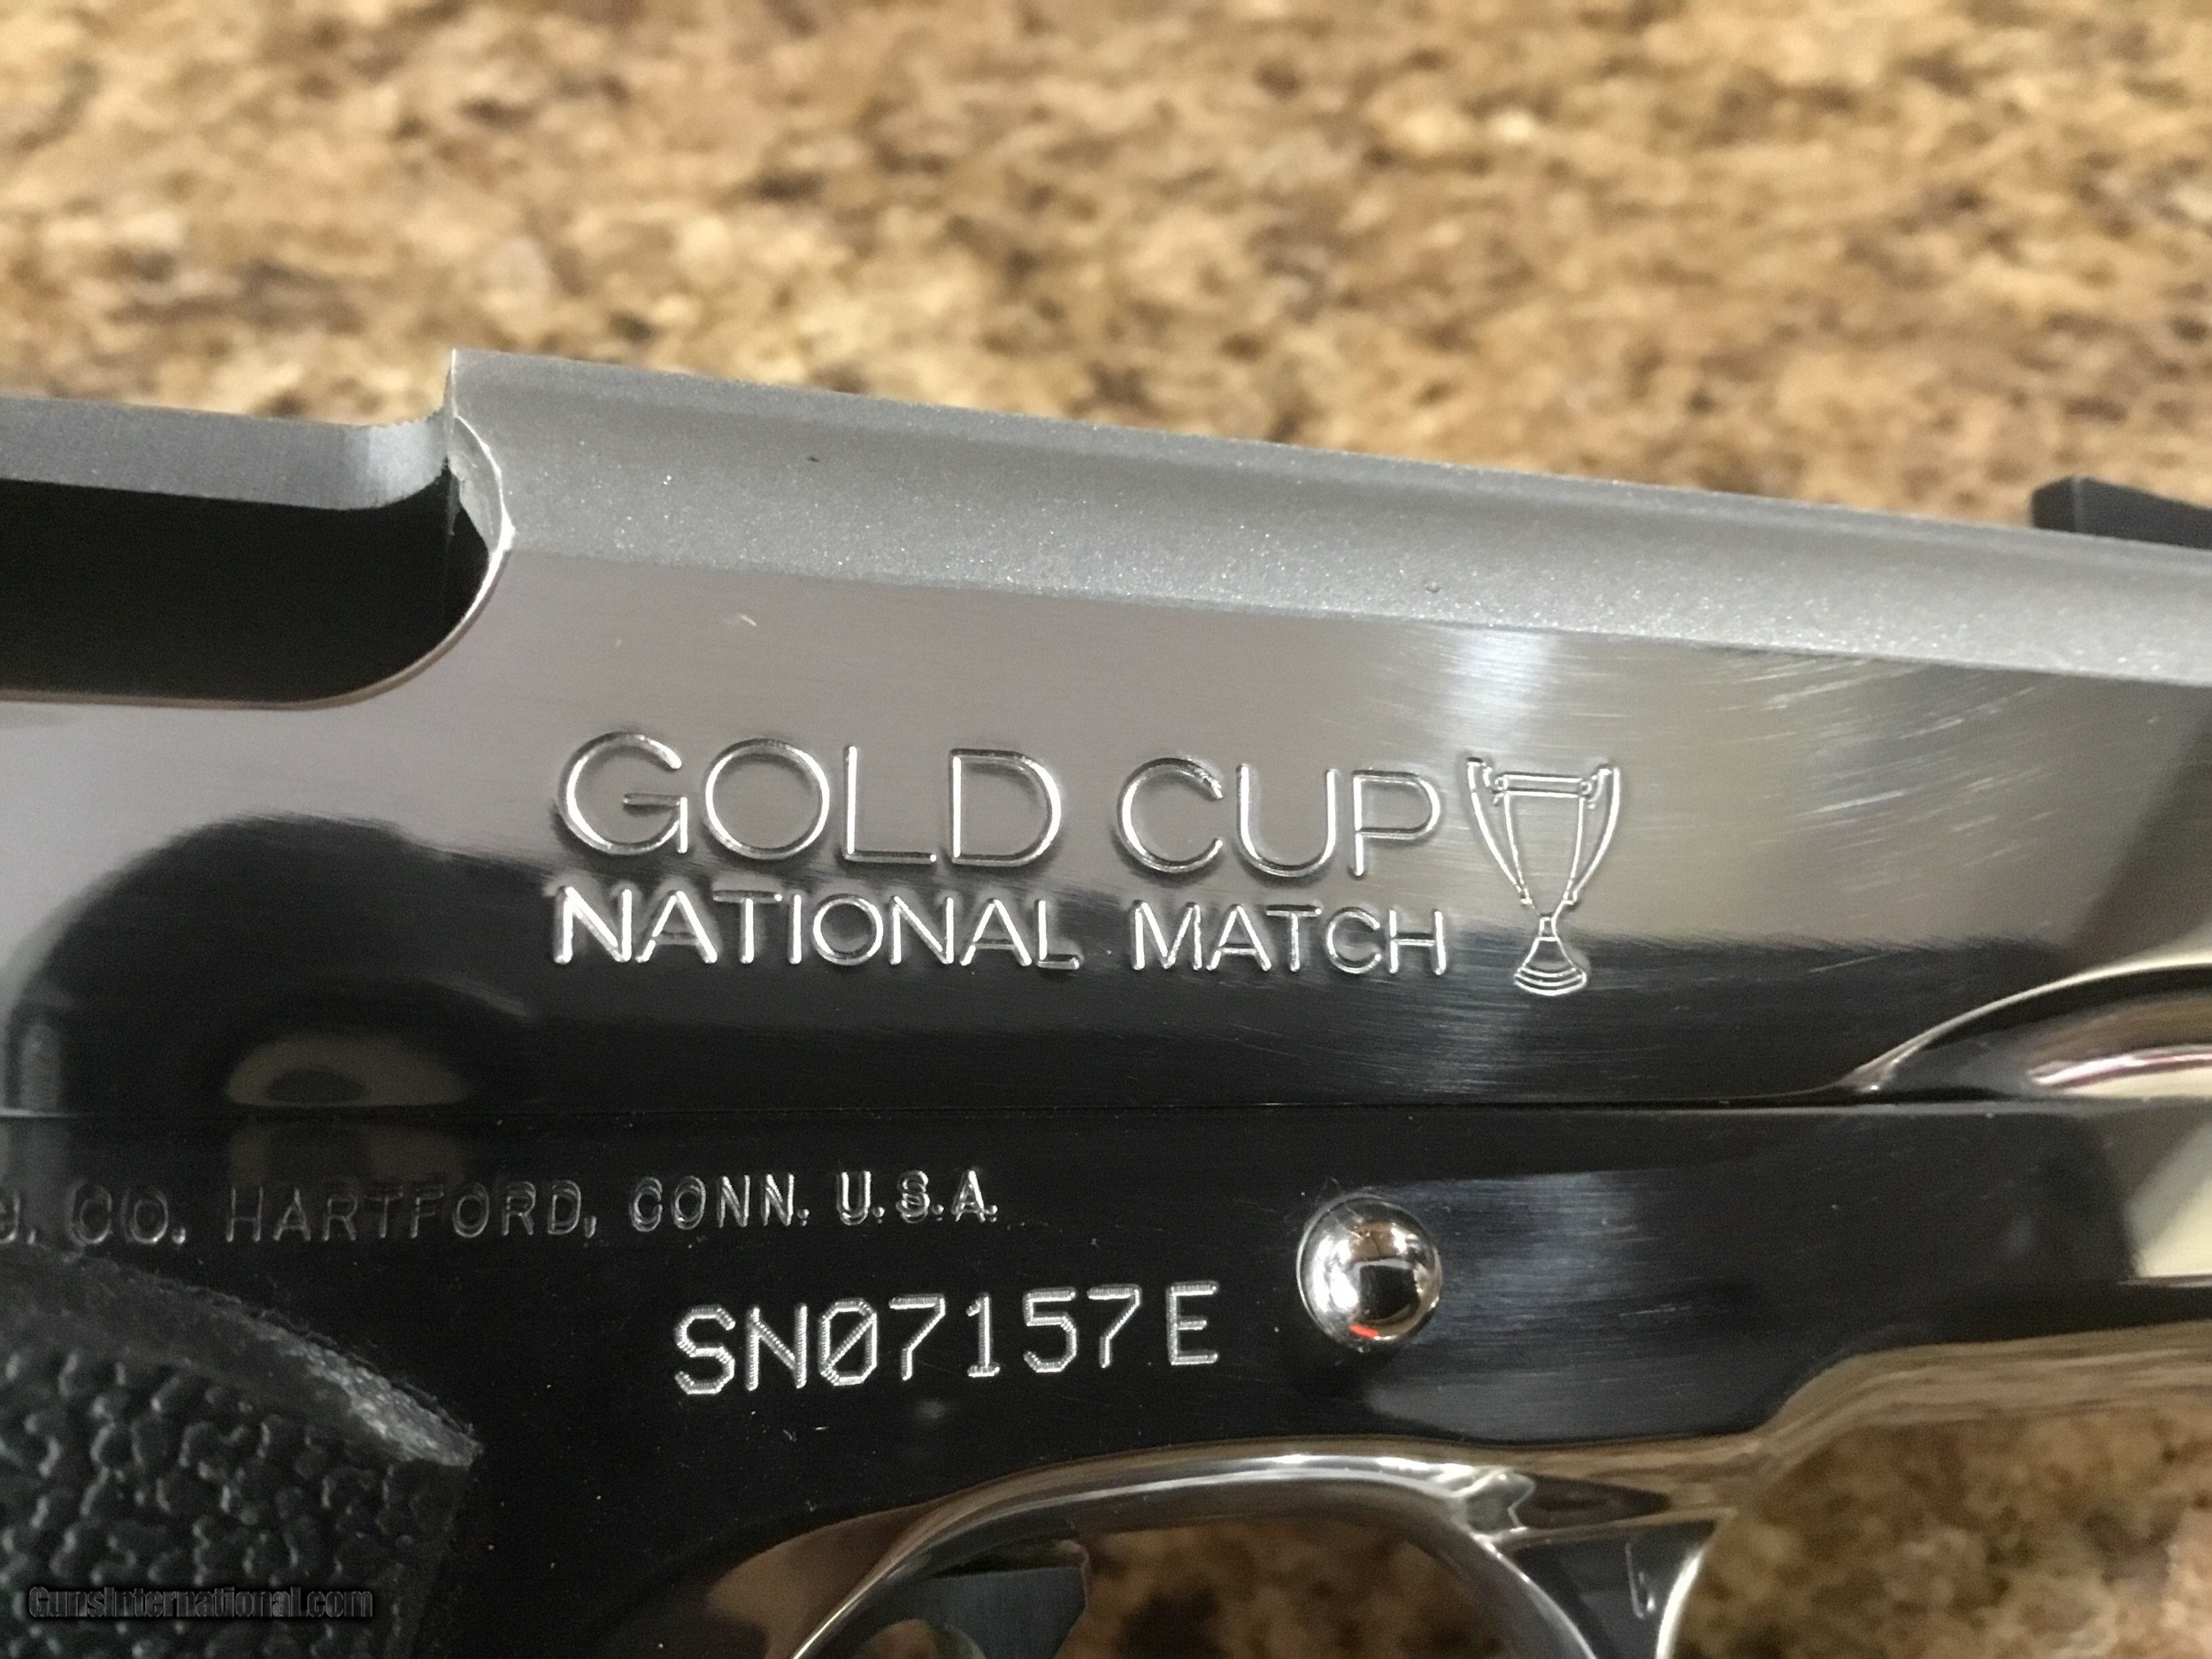 GOLD CUP
NATIONAL MATCH
CO. HARTFORD, CONN. U.S.A.
SN07157E
GunsInternational.com